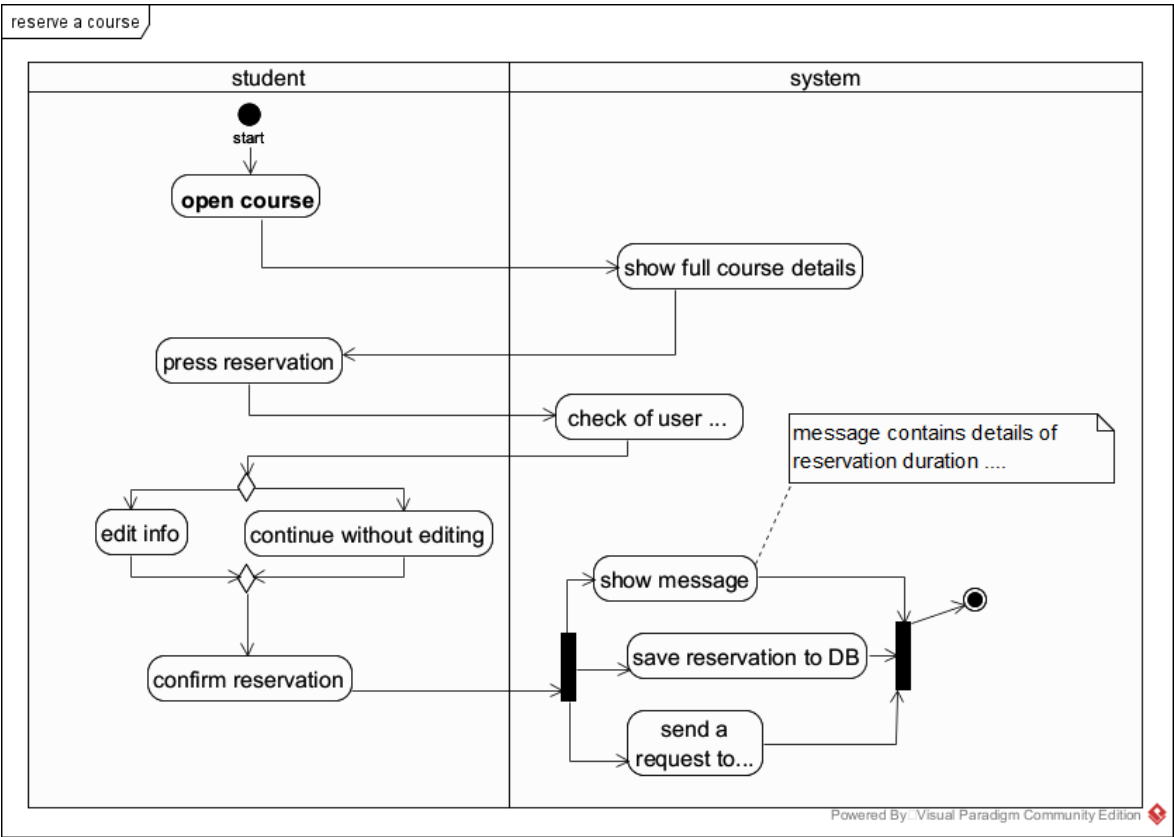 reserve a course
student
system
start
open course
show full course details
press reservation
check of user ...
message contains details of
reservation duration ....
edit info
continue without editing
show message
save reservation to DB
confirm reservation
send a
request to...
Powered By Visual Paradigm Community Edition